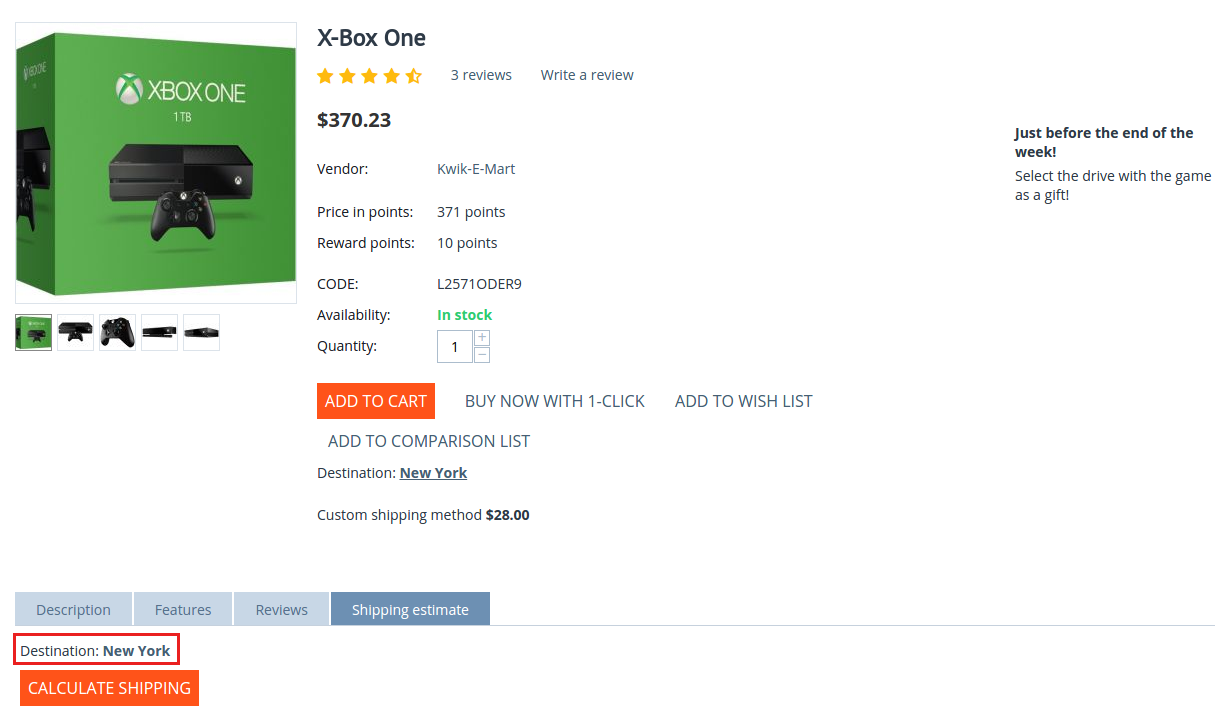 XBOX ONE
XBOX ONE
1 TB
X-Box One
3 reviews Write a review
$370.23
Just before the end of the
week!
Select the drive with the game
as a gift!
Vendor: Kwik-E-Mart
Price in points: 371 points
Reward points: 10 points
CODE: L2571ODER9
Availability: In stock
Quantity: 1 + −
ADD TO CART BUY NOW WITH 1-CLICK ADD TO WISH LIST
ADD TO COMPARISON LIST
Destination: New York
Custom shipping method $28.00
Description Features Reviews Shipping estimate
Destination: New York
CALCULATE SHIPPING